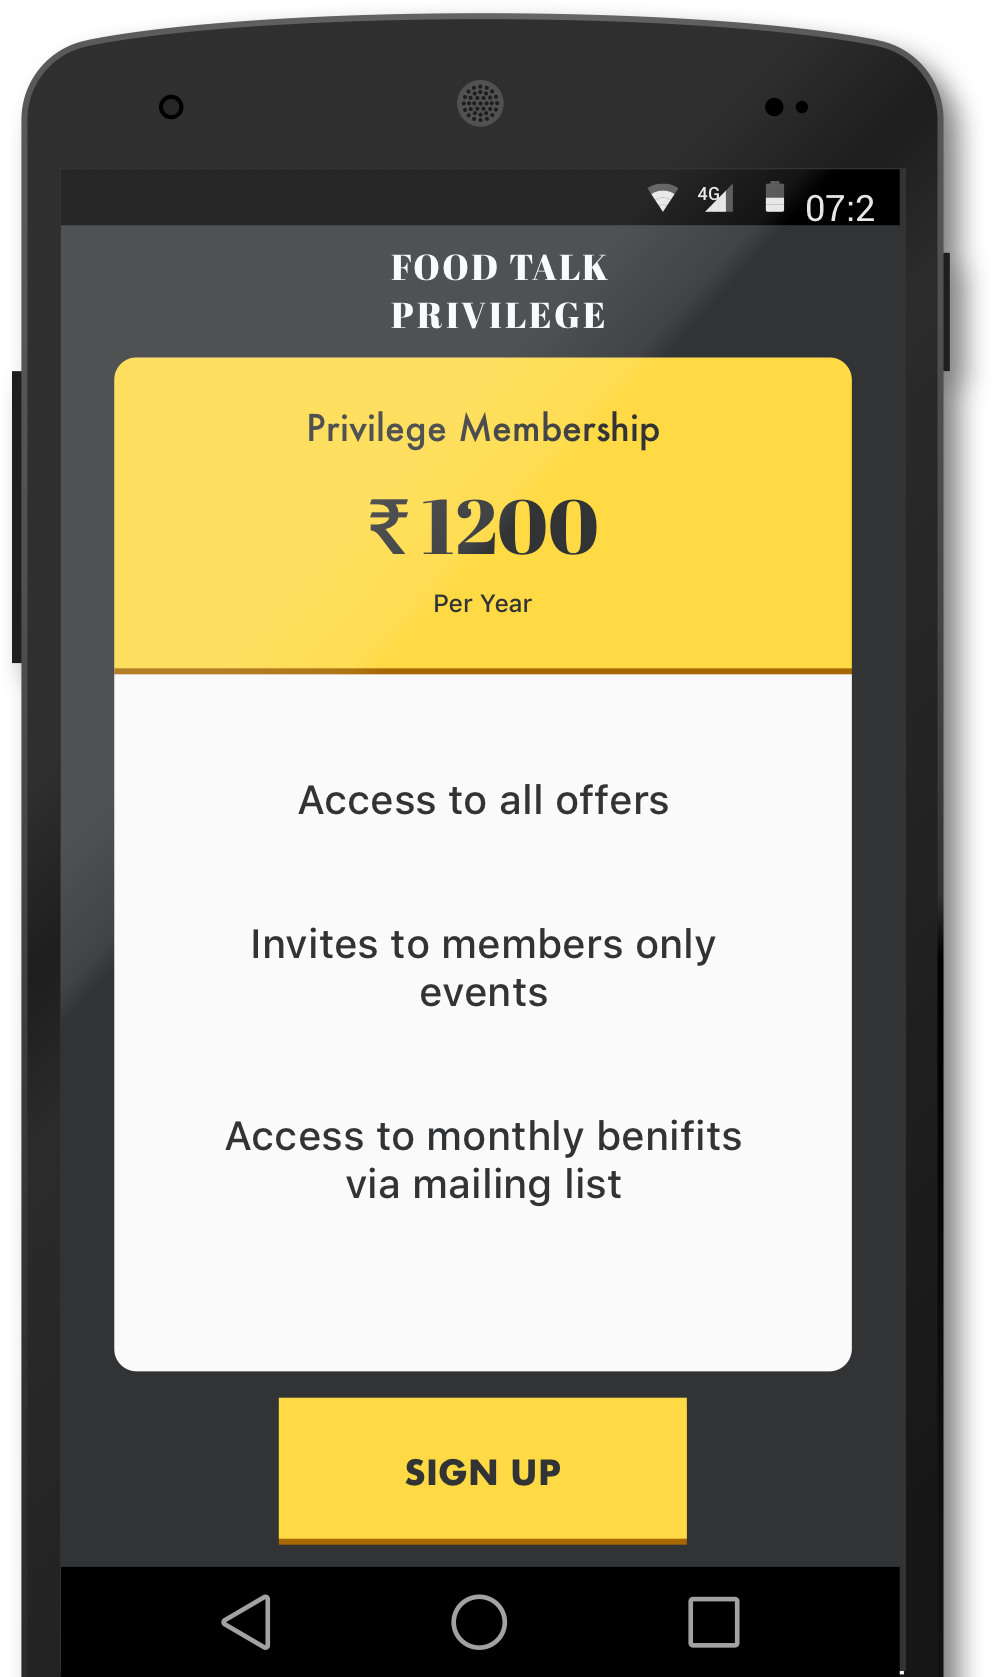 4G 07:2
FOOD TALK
PRIVILEGE
Privilege Membership
₹ 1200
Per Year
Access to all offers
Invites to members only
events
Access to monthly benifits
via mailing list
SIGN UP